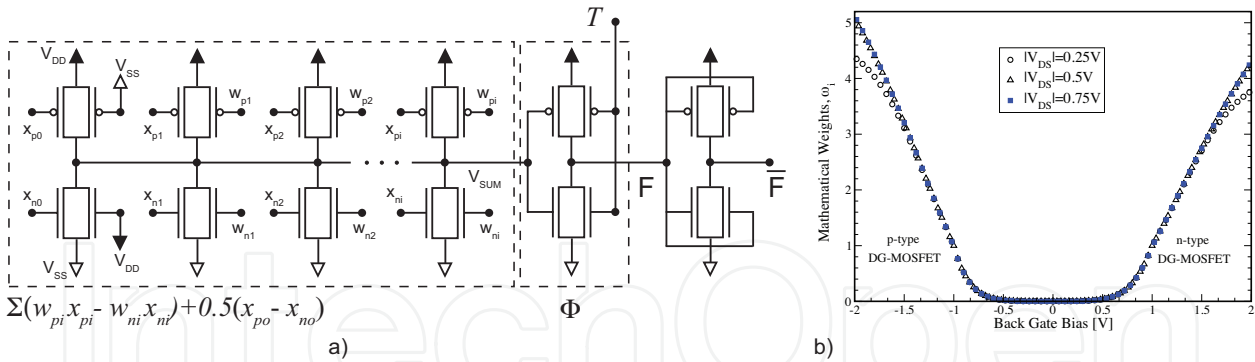 T
V_DD
V_SS
w_p1
w_p2
w_pi
x_p0
x_p1
x_p2
x_pi
V_SUM
F
F̅
x_n0
x_n1
x_n2
x_ni
w_n1
w_n2
w_ni
V_SS
V_DD
Σ(w_pi x_pi - w_ni x_ni)+0.5(x_po - x_no)
Φ
a)
Mathematical Weights, ω_i
5
4
3
2
1
0
|V_DS|=0.25V
|V_DS|=0.5V
|V_DS|=0.75V
p-type
DG-MOSFET
n-type
DG-MOSFET
-2 -1.5 -1 -0.5 0 0.5 1 1.5 2
Back Gate Bias [V]
b)
IntechOpen